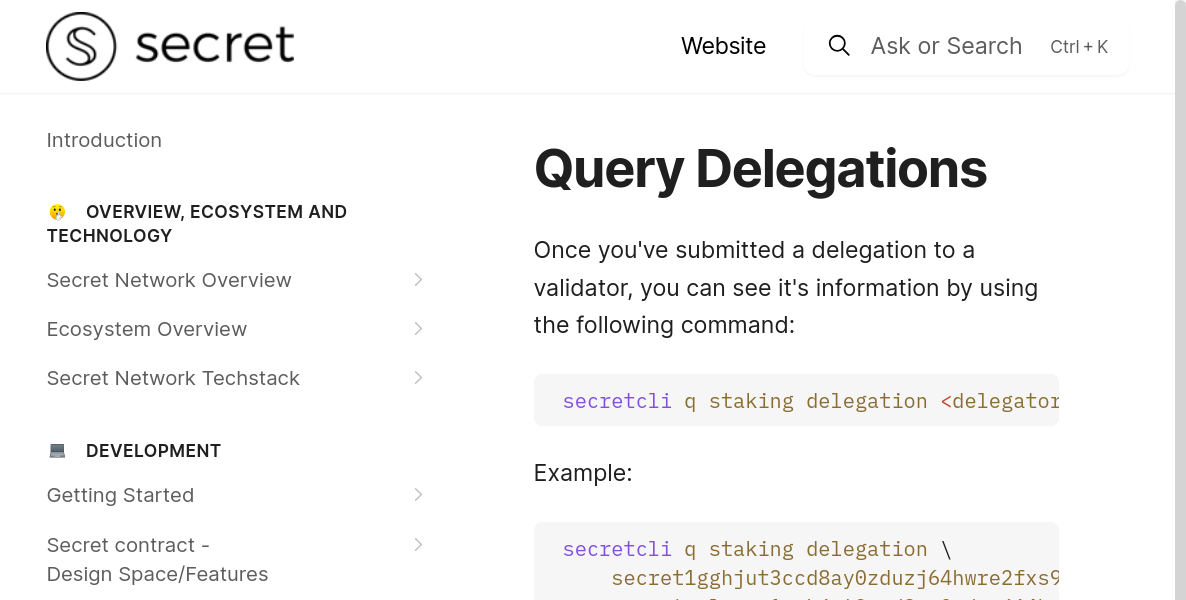 secret
Website
Ask or Search Ctrl + K
Introduction
OVERVIEW, ECOSYSTEM AND
TECHNOLOGY
Secret Network Overview
Ecosystem Overview
Secret Network Techstack
DEVELOPMENT
Getting Started
Secret contract -
Design Space/Features
Query Delegations
Once you've submitted a delegation to a
validator, you can see it's information by using
the following command:
secretcli q staking delegation <delegator
Example:
secretcli q staking delegation \
secret1gghjut3ccd8ay0zduzj64hwre2fxs9